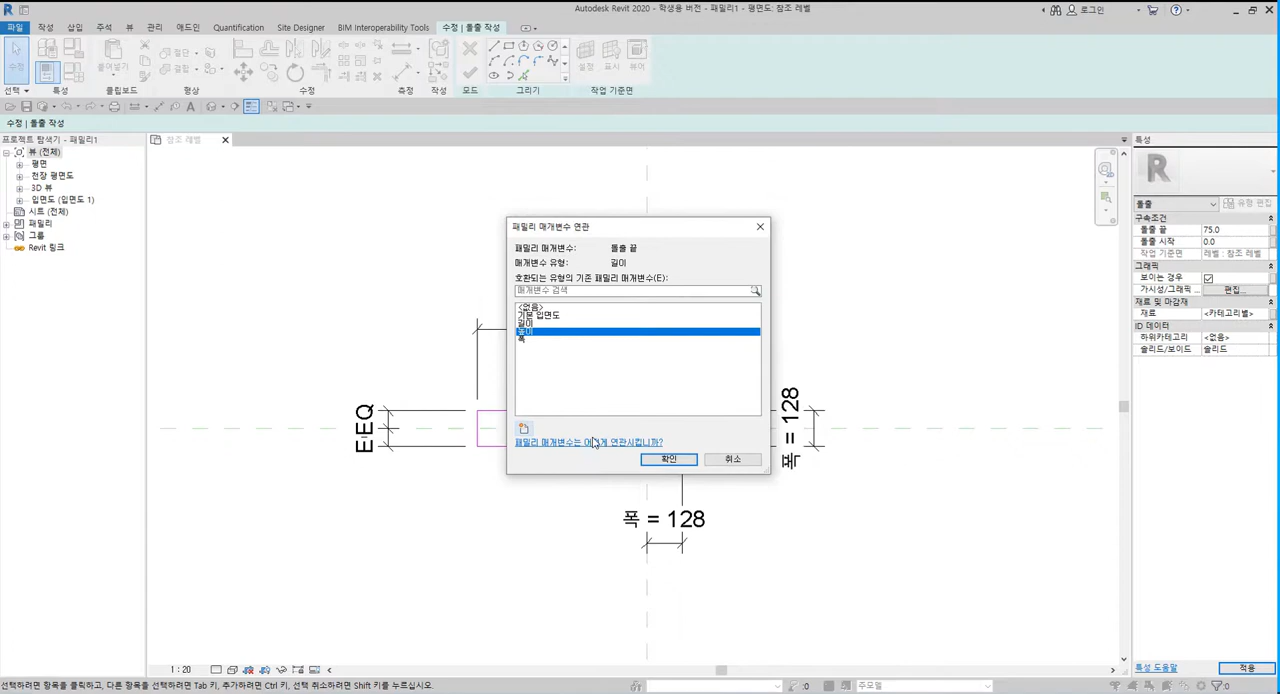 Autodesk Revit 2020 - 학생용 버전 - 패밀리1 - 평면도: 참조 레벨
로그인
파일 작성 삽입 주석 뷰 관리 애드인 Quantification Site Designer BIM Interoperability Tools 수정 | 돌출 작성
수정 붙여넣기 절단 결합 설정 표시 뷰어
선택 특성 클립보드 형상 수정 측정 작성 모드 그리기 작업 기준면
수정 | 돌출 작성
프로젝트 탐색기 - 패밀리1
뷰 (전체)
평면
천장 평면도
3D 뷰
입면도 (입면도 1)
시트 (전체)
패밀리
그룹
Revit 링크
참조 레벨
패밀리 매개변수 연관
패밀리 매개변수: 돌출 끝
매개변수 유형: 길이
호환되는 유형의 기존 패밀리 매개변수(E):
매개변수 검색
<없음>
기본 입면도
길이
높이
폭
패밀리 매개변수는 어떻게 연관시킵니까?
확인 취소
EQ
폭 = 128
폭 = 128
특성
돌출 유형 편집
구속조건
돌출 끝 75.0
돌출 시작 0.0
작업 기준면 레벨 : 참조 레벨
그래픽
보이는 경우
가시성/그래픽 ... 편집...
재료 및 마감재
재료 <카테고리별>
ID 데이터
하위카테고리 <없음>
솔리드/보이드 솔리드
특성 도움말 적용
1 : 20
선택하려면 항목을 클릭하고, 다른 항목을 선택하려면 Tab 키, 추가하려면 Ctrl 키, 선택 취소하려면 Shift 키를 누르십시오.
:0 주모델 :0